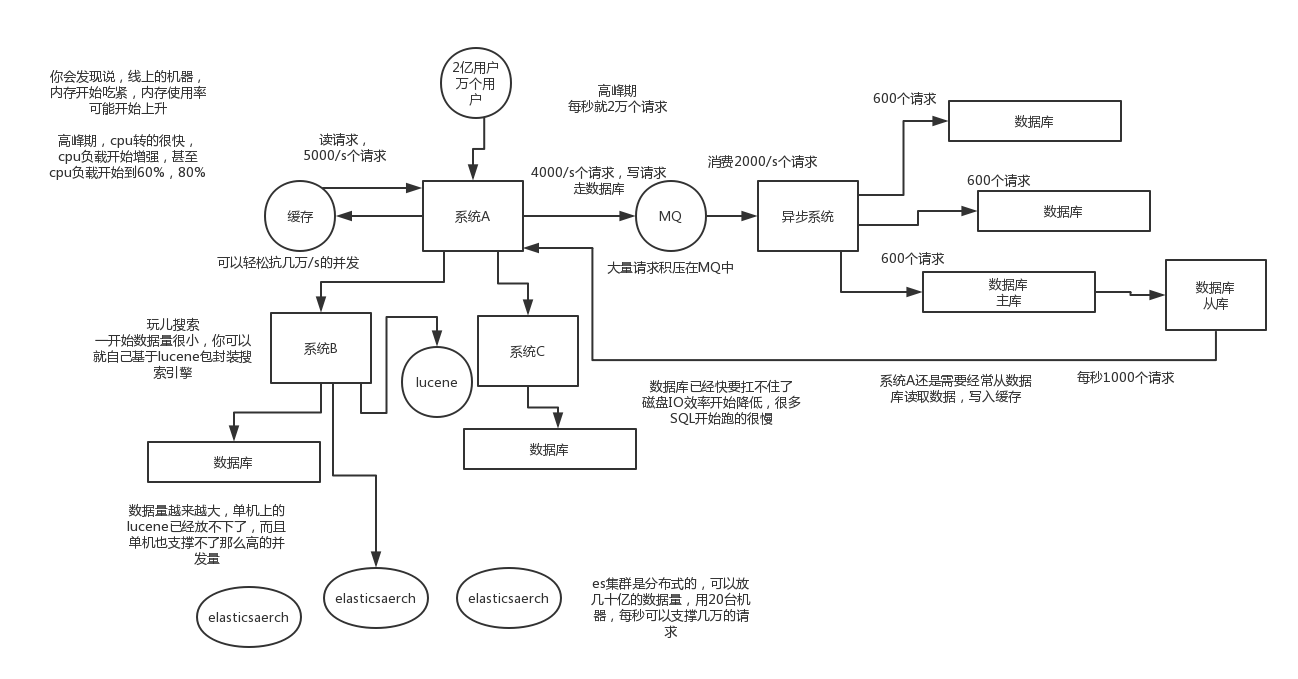 你会发现说，线上的机器，
内存开始吃紧，内存使用率
可能开始上升
高峰期，cpu转的很快，
cpu负载开始增强，甚至
cpu负载开始到60%，80%
2亿用户
万个用
户
高峰期
每秒就2万个请求
读请求，
5000/s个请求
缓存
可以轻松抗几万/s的并发
系统A
4000/s个请求，写请求
走数据库
MQ
大量请求积压在MQ中
消费2000/s个请求
异步系统
600个请求
数据库
600个请求
数据库
600个请求
数据库
主库
数据库
从库
玩儿搜索
一开始数据量很小，你可以
就自己基于lucene包封装搜
索引擎
系统B
lucene
系统C
数据库已经快要扛不住了
磁盘IO效率开始降低，很多
SQL开始跑的很慢
系统A还是需要经常从数据
库读取数据，写入缓存
每秒1000个请求
数据库
数据库
数据量越来越大，单机上的
lucene已经放不下了，而且
单机也支撑不了那么高的并
发量
elasticsaerch
elasticsaerch
elasticsaerch
es集群是分布式的，可以放
几十亿的数据量，用20台机
器，每秒可以支撑几万的请
求